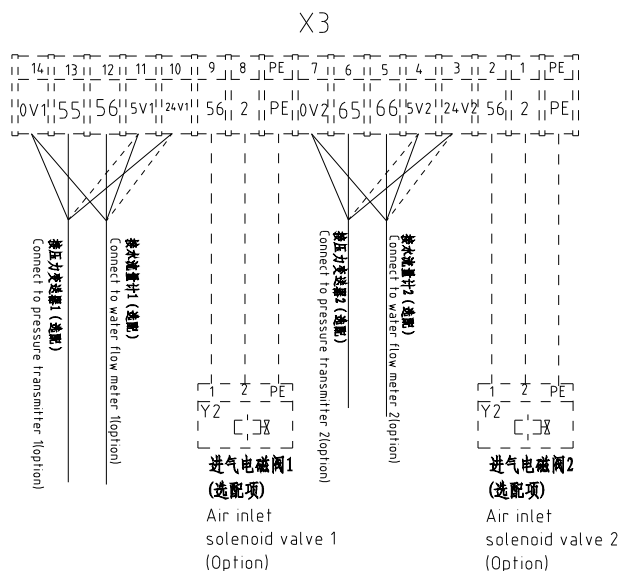 X3
14 13 12 11 10 9 8 PE 7 6 5 4 3 2 1 PE
0V1 55 56 5V1 24V1 56 2 PE 0V2 65 66 5V2 24V2 56 2 PE
接压力变送器1(选配)
Connect to pressure transmitter 1(option)
接水流量计1(选配)
Connect to water flow meter 1(option)
接压力变送器2(选配)
Connect to pressure transmitter 2(option)
接水流量计2(选配)
Connect to water flow meter 2(option)
1 2 PE
Y2
进气电磁阀1
(选配项)
Air inlet
solenoid valve 1
(Option)
1 2 PE
Y2
进气电磁阀2
(选配项)
Air inlet
solenoid valve 2
(Option)